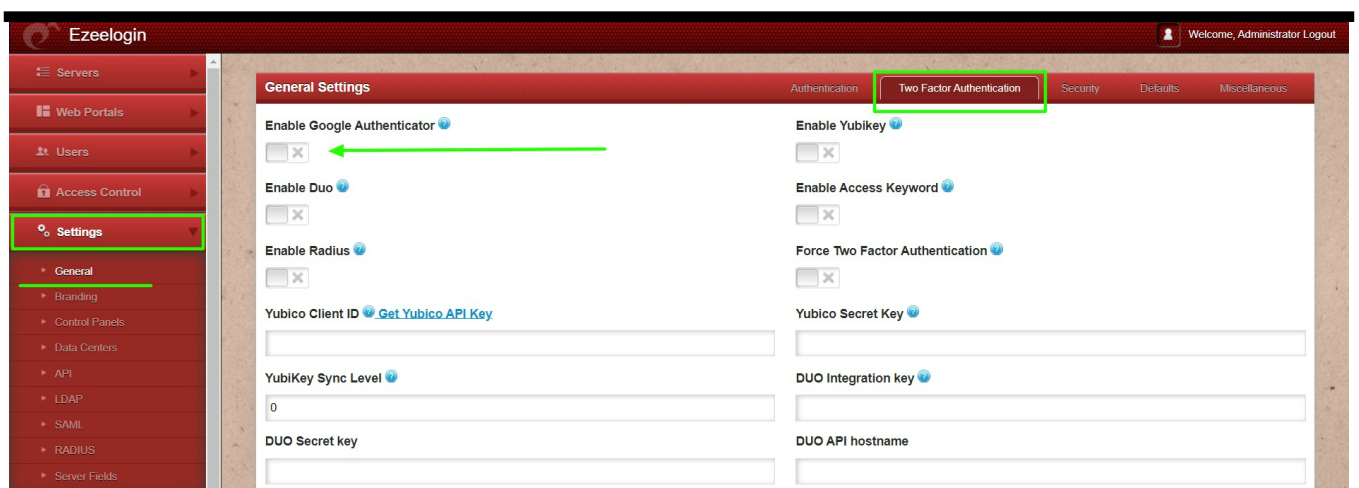 Ezeelogin
Welcome, Administrator Logout
Servers
Web Portals
Users
Access Control
Settings
General
Branding
Control Panels
Data Centers
API
LDAP
SAML
RADIUS
Server Fields
General Settings
Authentication
Two Factor Authentication
Security
Defaults
Miscellaneous
Enable Google Authenticator
Enable Yubikey
Enable Duo
Enable Access Keyword
Enable Radius
Force Two Factor Authentication
Yubico Client ID Get Yubico API Key
Yubico Secret Key
YubiKey Sync Level
0
DUO Integration key
DUO Secret key
DUO API hostname